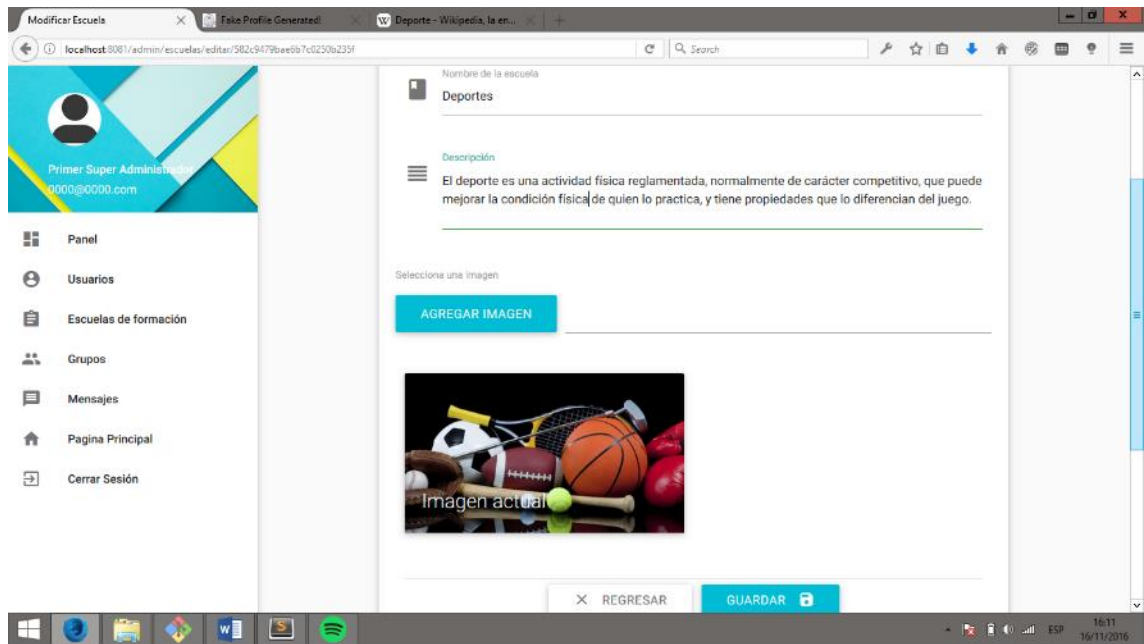 Modificar Escuela
Fake Profile Generated!
Deporte - Wikipedia, la en...
localhost:8081/admin/escuelas/editar/582c9479bae6b7c0250b235f
Search
Primer Super Administrador
0000@0000.com
Panel
Usuarios
Escuelas de formación
Grupos
Mensajes
Pagina Principal
Cerrar Sesión
Nombre de la escuela
Deportes
Descripción
El deporte es una actividad física reglamentada, normalmente de carácter competitivo, que puede
mejorar la condición física de quien lo practica, y tiene propiedades que lo diferencian del juego.
Selecciona una imagen
AGREGAR IMAGEN
Imagen actual
REGRESAR
GUARDAR
ESP
16:11
16/11/2016